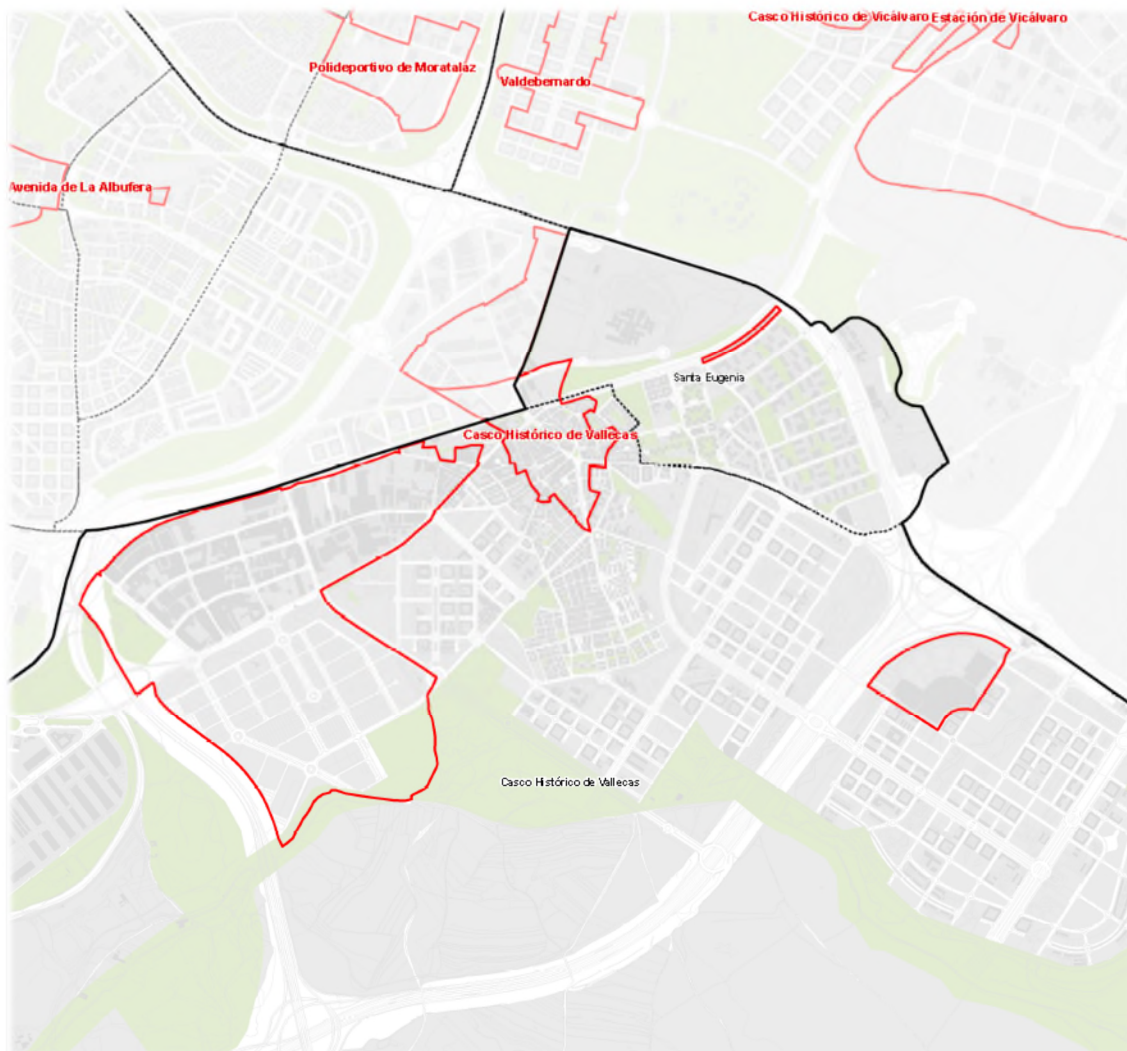 Casco Histórico de Vicálvaro
Estación de Vicálvaro
Polideportivo de Moratalaz
Valdebernardo
Avenida de La Albufera
Santa Eugenia
Casco Histórico de Vallecas
Casco Histórico de Vallecas